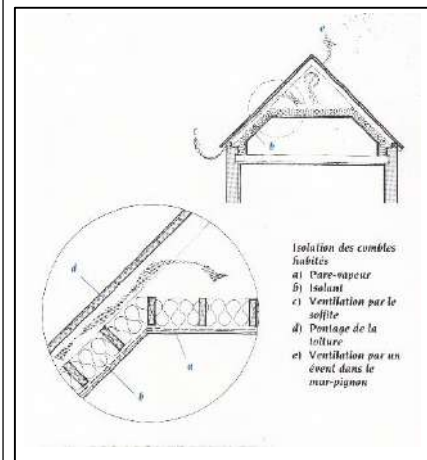 e
c
b
Isolation des combles
habités
a) Pare-vapeur
b) Isolant
c) Ventilation par le
soffite
d) Pontage de la
toiture
e) Ventilation par un
évent dans le
mur-pignon
d
a
b